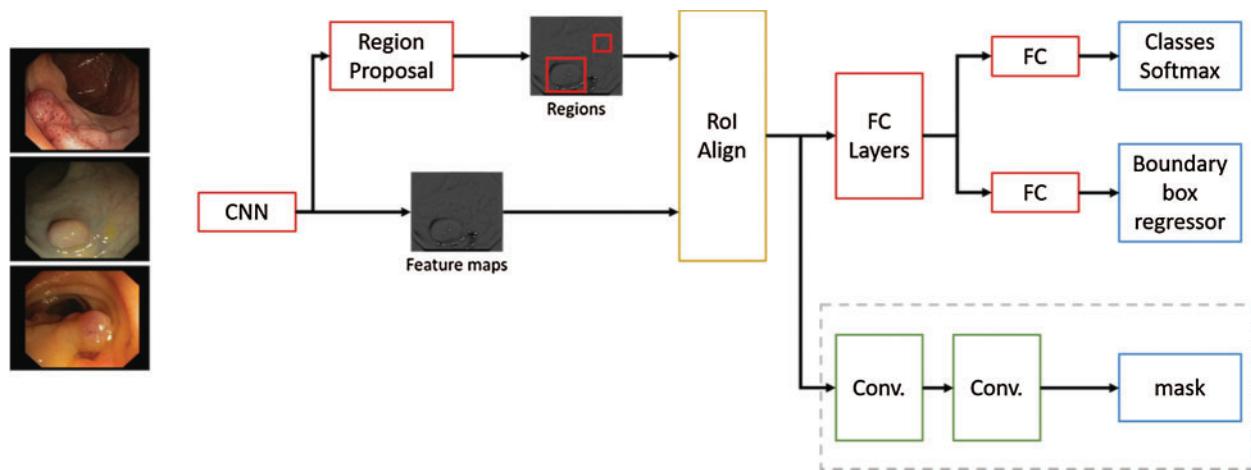 Region
Proposal
Regions
CNN
Feature maps
RoI
Align
FC
Layers
FC
Classes
Softmax
FC
Boundary
box
regressor
Conv.
Conv.
mask